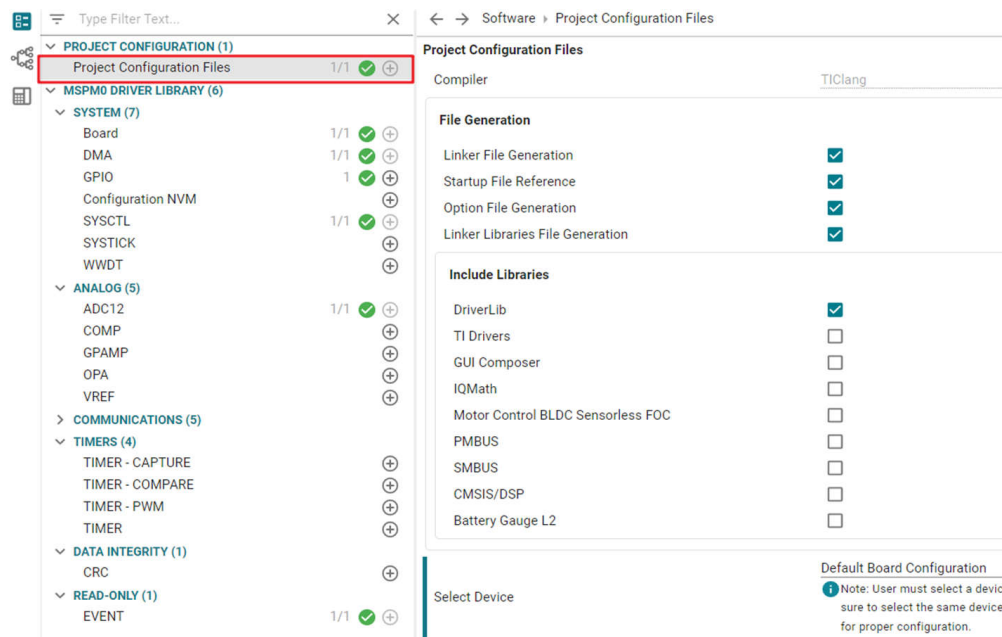 Type Filter Text...
PROJECT CONFIGURATION (1)
Project Configuration Files 1/1
MSPM0 DRIVER LIBRARY (6)
SYSTEM (7)
Board 1/1
DMA 1/1
GPIO 1
Configuration NVM
SYSCTL 1/1
SYSTICK
WWDT
ANALOG (5)
ADC12 1/1
COMP
GPAMP
OPA
VREF
COMMUNICATIONS (5)
TIMERS (4)
TIMER - CAPTURE
TIMER - COMPARE
TIMER - PWM
TIMER
DATA INTEGRITY (1)
CRC
READ-ONLY (1)
EVENT 1/1
Software Project Configuration Files
Project Configuration Files
Compiler TIClang
File Generation
Linker File Generation
Startup File Reference
Option File Generation
Linker Libraries File Generation
Include Libraries
DriverLib
TI Drivers
GUI Composer
IQMath
Motor Control BLDC Sensorless FOC
PMBUS
SMBUS
CMSIS/DSP
Battery Gauge L2
Select Device
Default Board Configuration
Note: User must select a devic
sure to select the same device
for proper configuration.